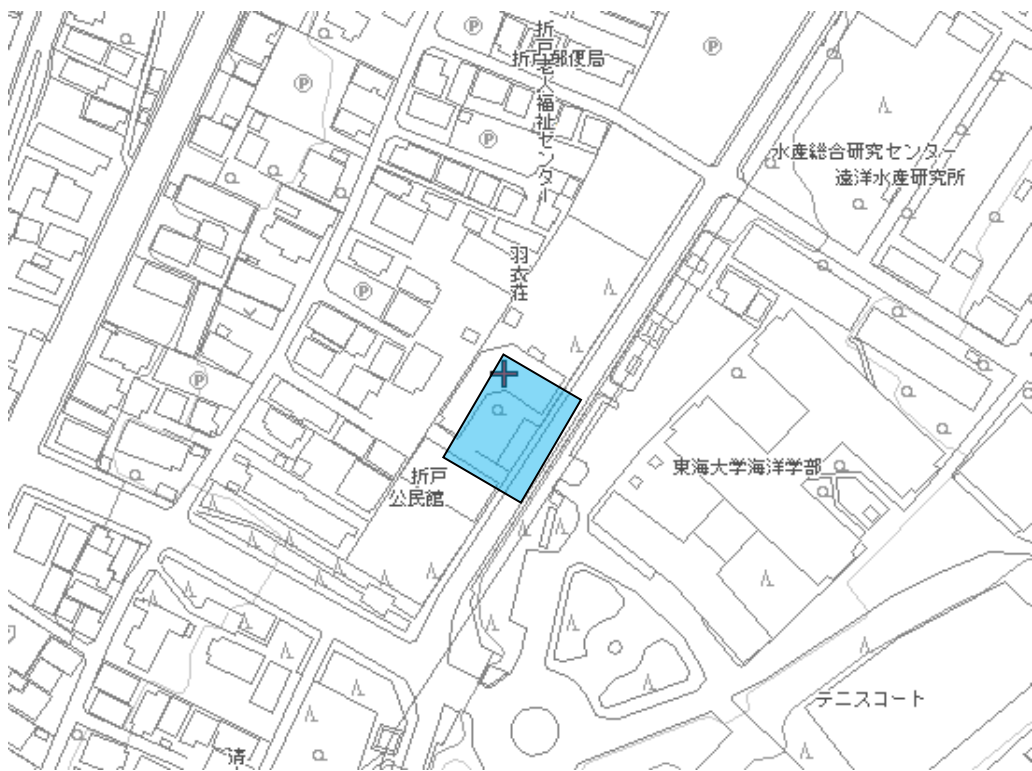 折戸老人福祉センター
折戸郵便局
Ⓟ
Ⓟ
Ⓟ
Ⓟ
水産総合研究センター
遠洋水産研究所
羽衣荘
Ⓟ
Ⓟ
東海大学海洋学部
折戸
公民館
テニスコート
清